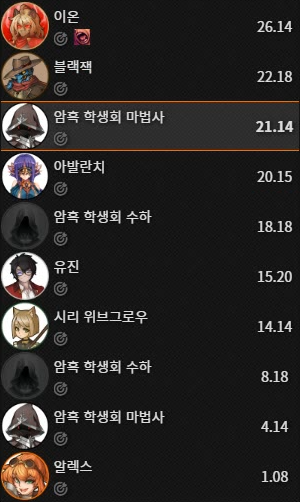 이온
26.14
블랙잭
22.18
암흑 학생회 마법사
21.14
아발란치
20.15
암흑 학생회 수하
18.18
유진
15.20
시리 위브그로우
14.14
암흑 학생회 수하
8.18
암흑 학생회 마법사
4.14
알렉스
1.08